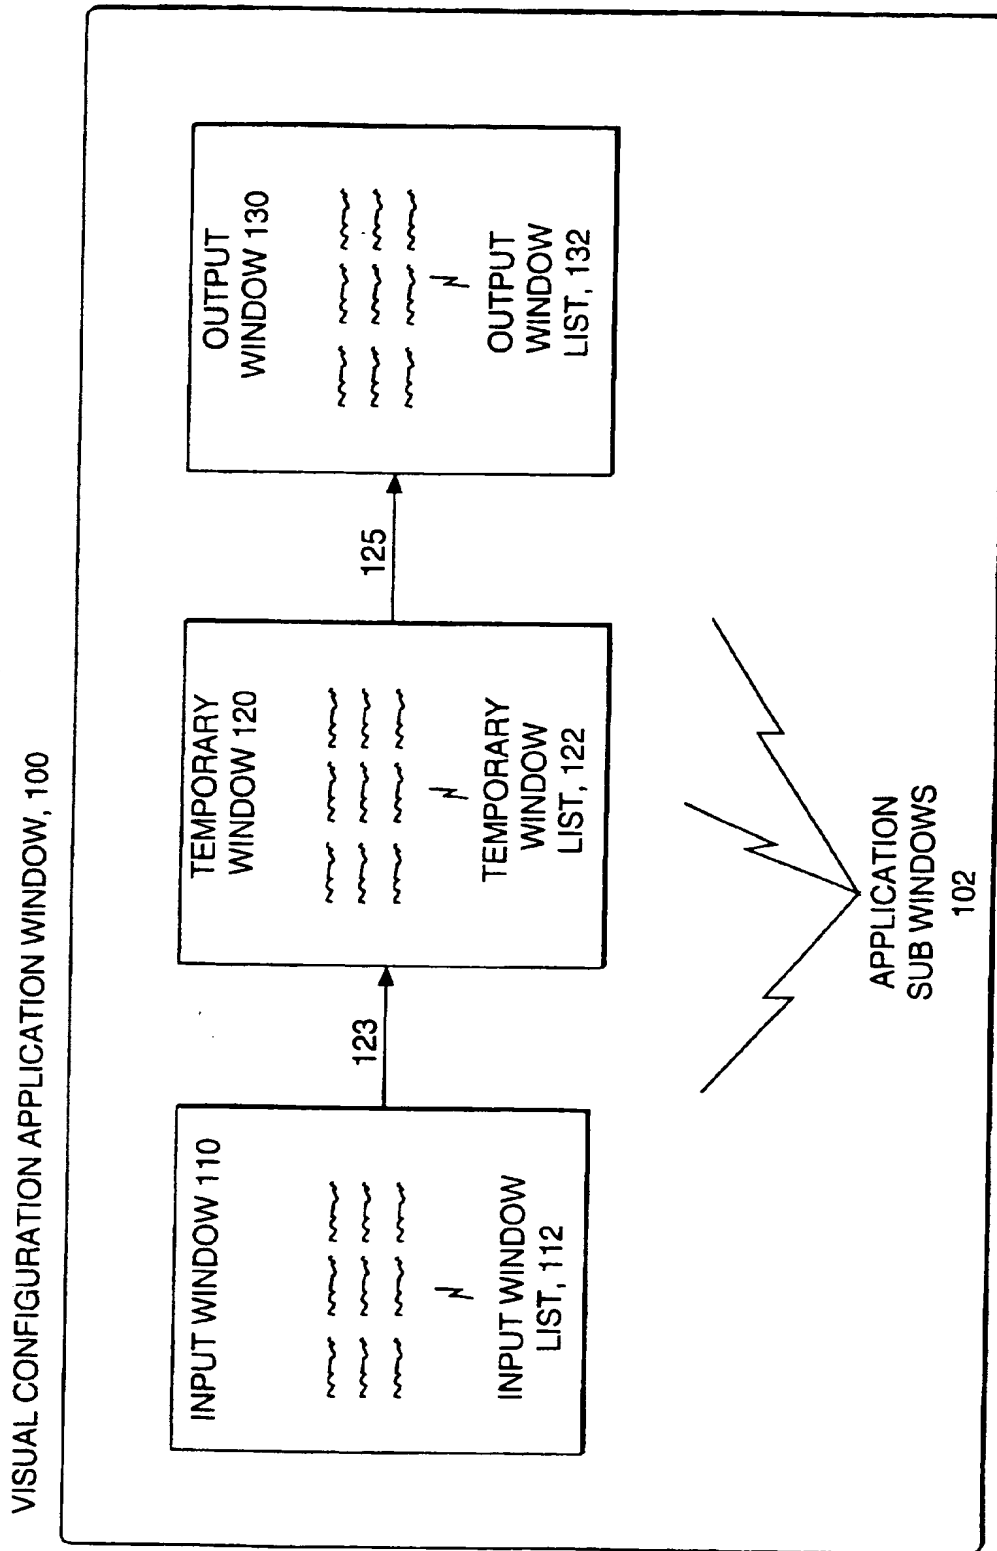 VISUAL CONFIGURATION APPLICATION WINDOW, 100
INPUT WINDOW 110
INPUT WINDOW
LIST, 112
123
TEMPORARY
WINDOW 120
TEMPORARY
WINDOW
LIST, 122
125
OUTPUT
WINDOW 130
OUTPUT
WINDOW
LIST, 132
APPLICATION
SUB WINDOWS
102